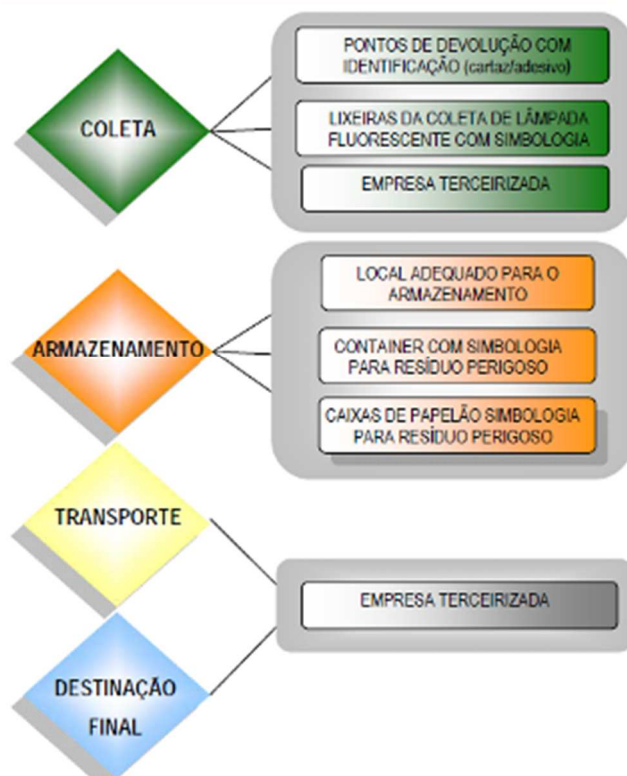 COLETA
PONTOS DE DEVOLUÇÃO COM
IDENTIFICAÇÃO (cartaz/adesivo)
LIXEIRAS DA COLETA DE LÂMPADA
FLUORESCENTE COM SIMBOLOGIA
EMPRESA TERCEIRIZADA
ARMAZENAMENTO
LOCAL ADEQUADO PARA O
ARMAZENAMENTO
CONTAINER COM SIMBOLOGIA
PARA RESÍDUO PERIGOSO
CAIXAS DE PAPELÃO SIMBOLOGIA
PARA RESÍDUO PERIGOSO
TRANSPORTE
EMPRESA TERCEIRIZADA
DESTINAÇÃO
FINAL